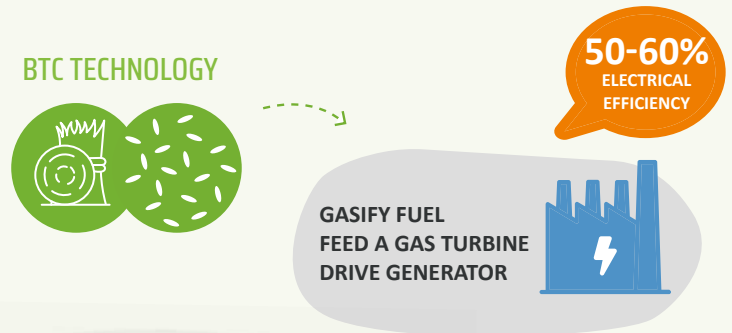 BTC TECHNOLOGY
50-60%
ELECTRICAL
EFFICIENCY
GASIFY FUEL
FEED A GAS TURBINE
DRIVE GENERATOR